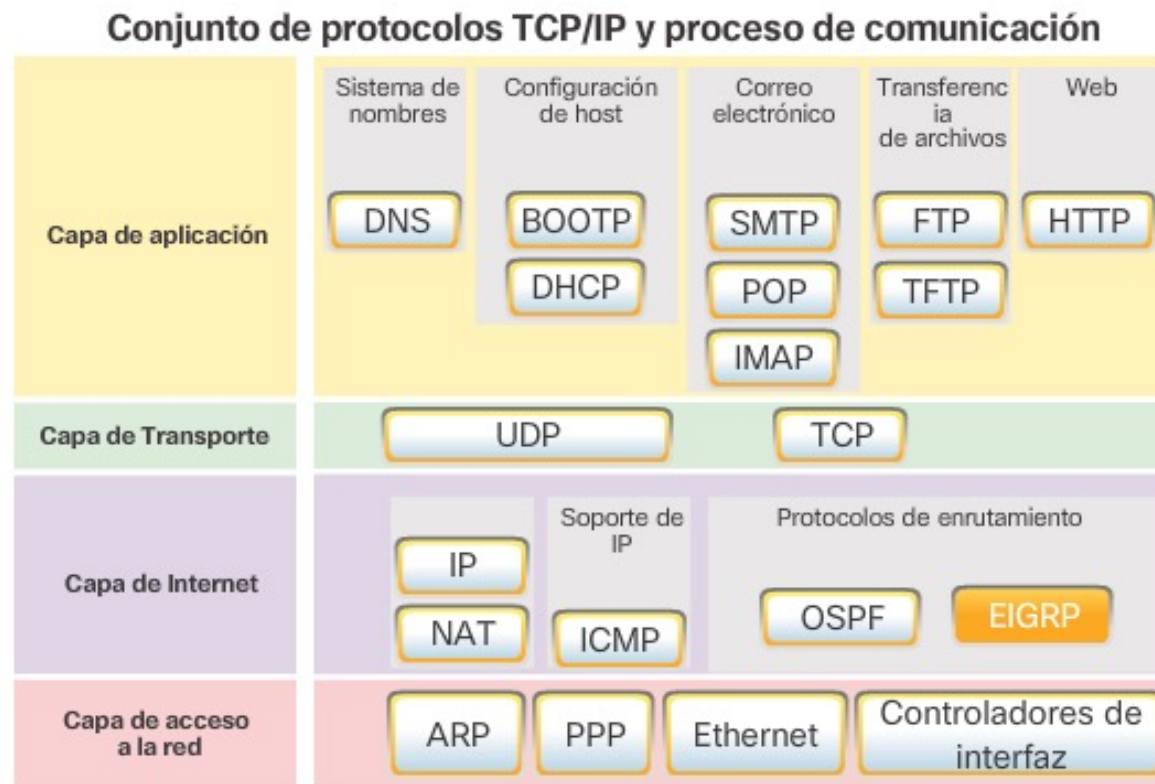 Conjunto de protocolos TCP/IP y proceso de comunicación
Capa de aplicación
Sistema de
nombres
DNS
Configuración
de host
BOOTP
DHCP
Correo
electrónico
SMTP
POP
IMAP
Transferenc
ia
de archivos
FTP
TFTP
Web
HTTP
Capa de Transporte
UDP
TCP
Capa de Internet
IP
NAT
Soporte de
IP
ICMP
Protocolos de enrutamiento
OSPF
EIGRP
Capa de acceso
a la red
ARP
PPP
Ethernet
Controladores de
interfaz